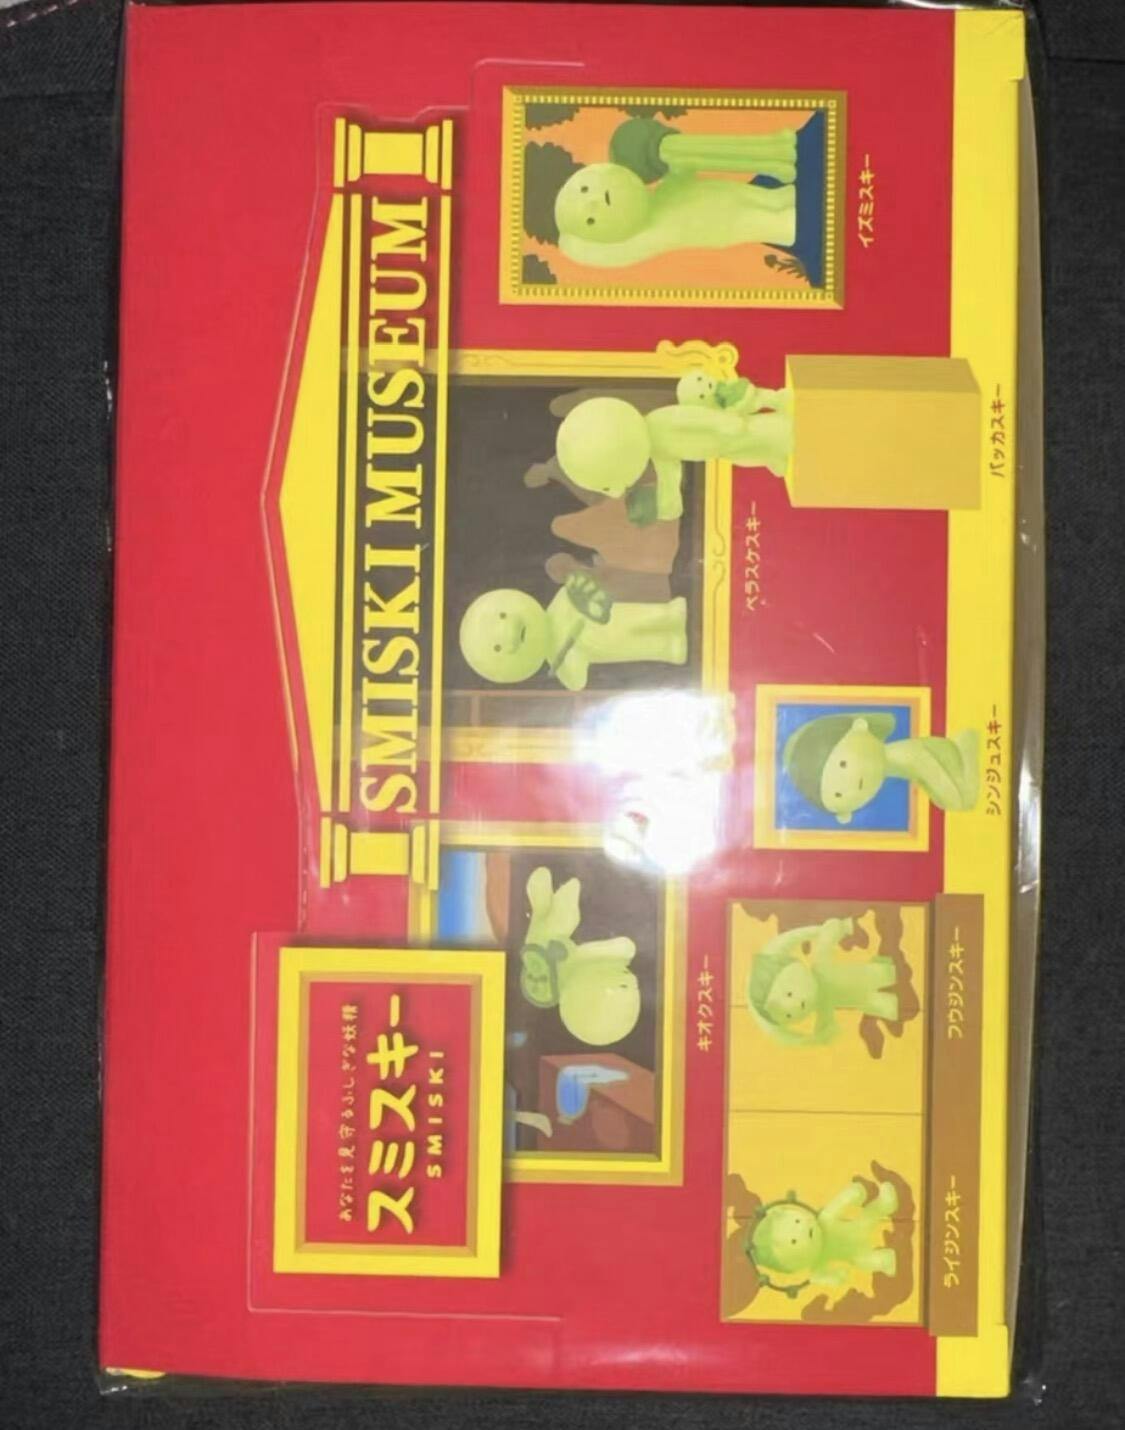 SMISKI MUSEUM
あなたを見守るふしぎな妖精
スミスキー
SMISKI
イズミスキー
バッカスキー
ベラスケスキー
シンジュスキー
キオクスキー
フウジンスキー
ライジンスキー